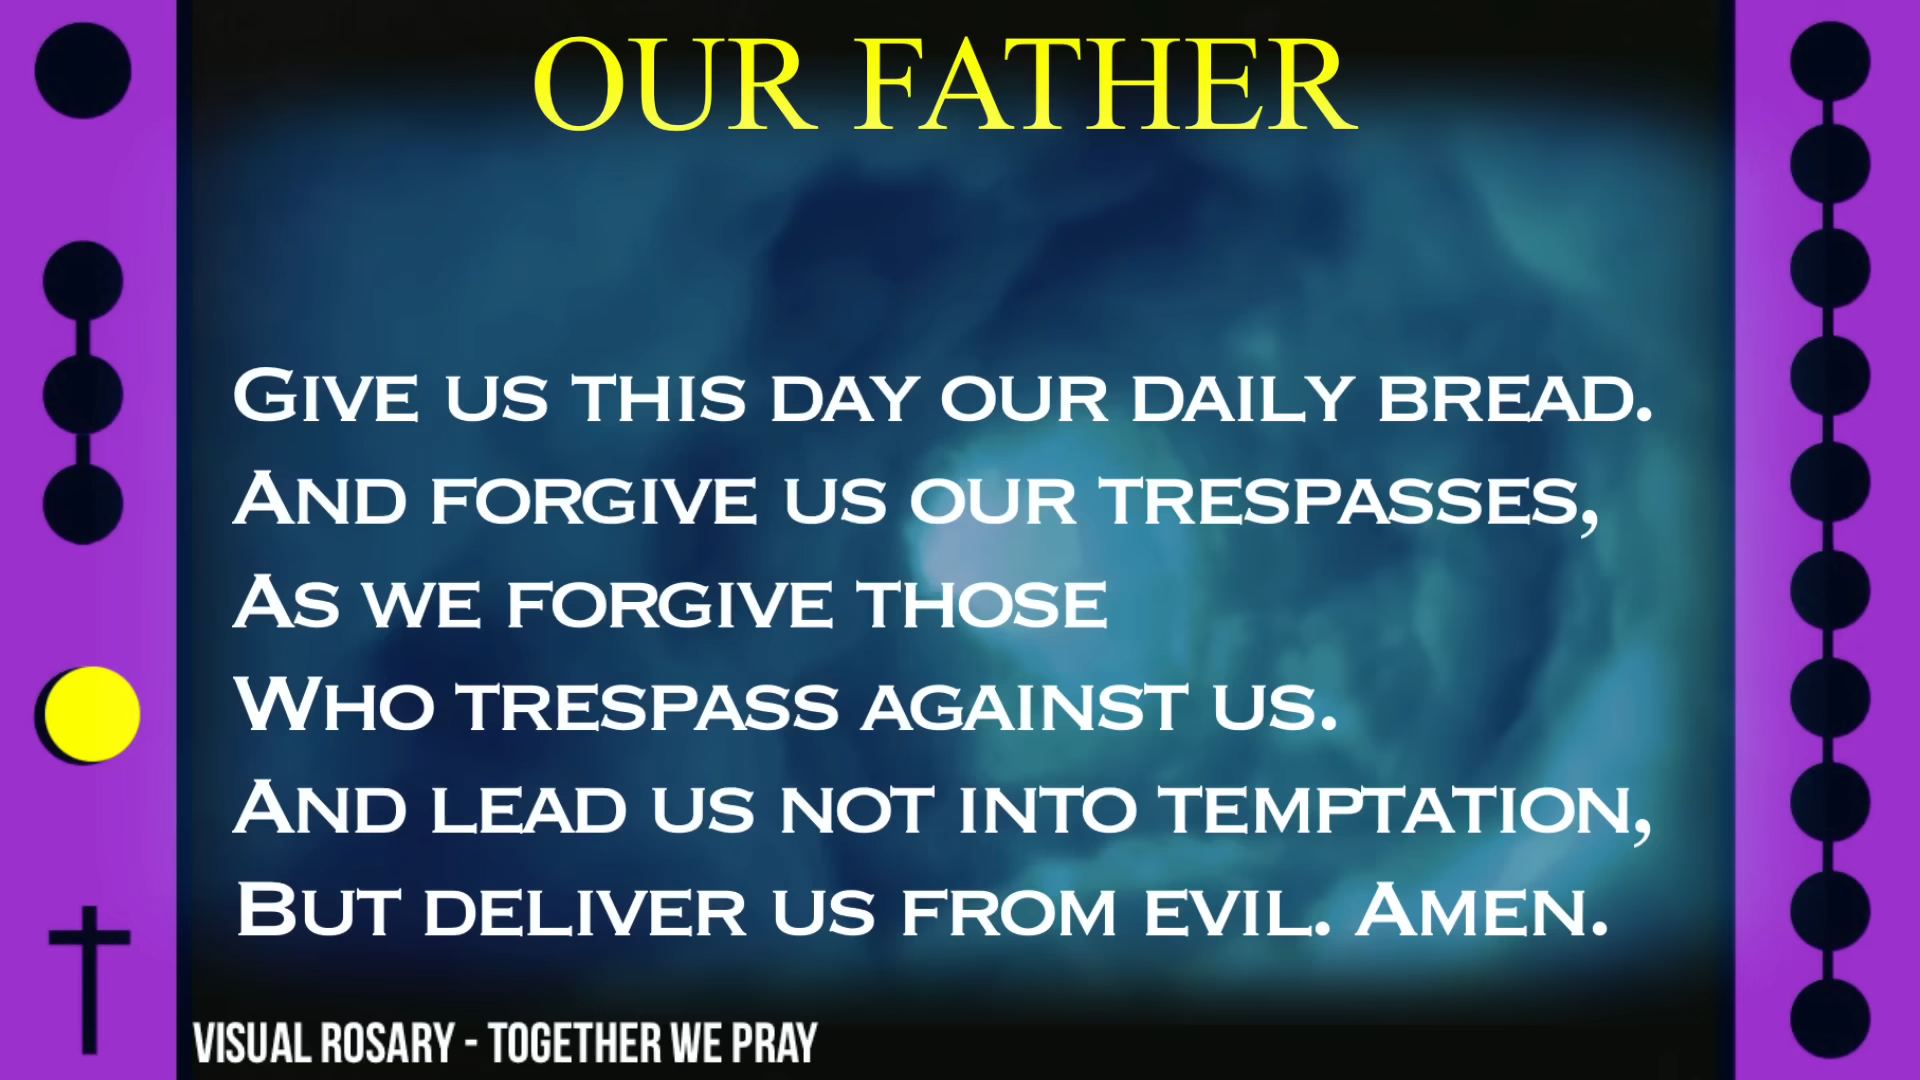 OUR FATHER
Give us this day our daily bread.
And forgive us our trespasses,
As we forgive those
Who trespass against us.
And lead us not into temptation,
But deliver us from evil. Amen.
VISUAL ROSARY - TOGETHER WE PRAY